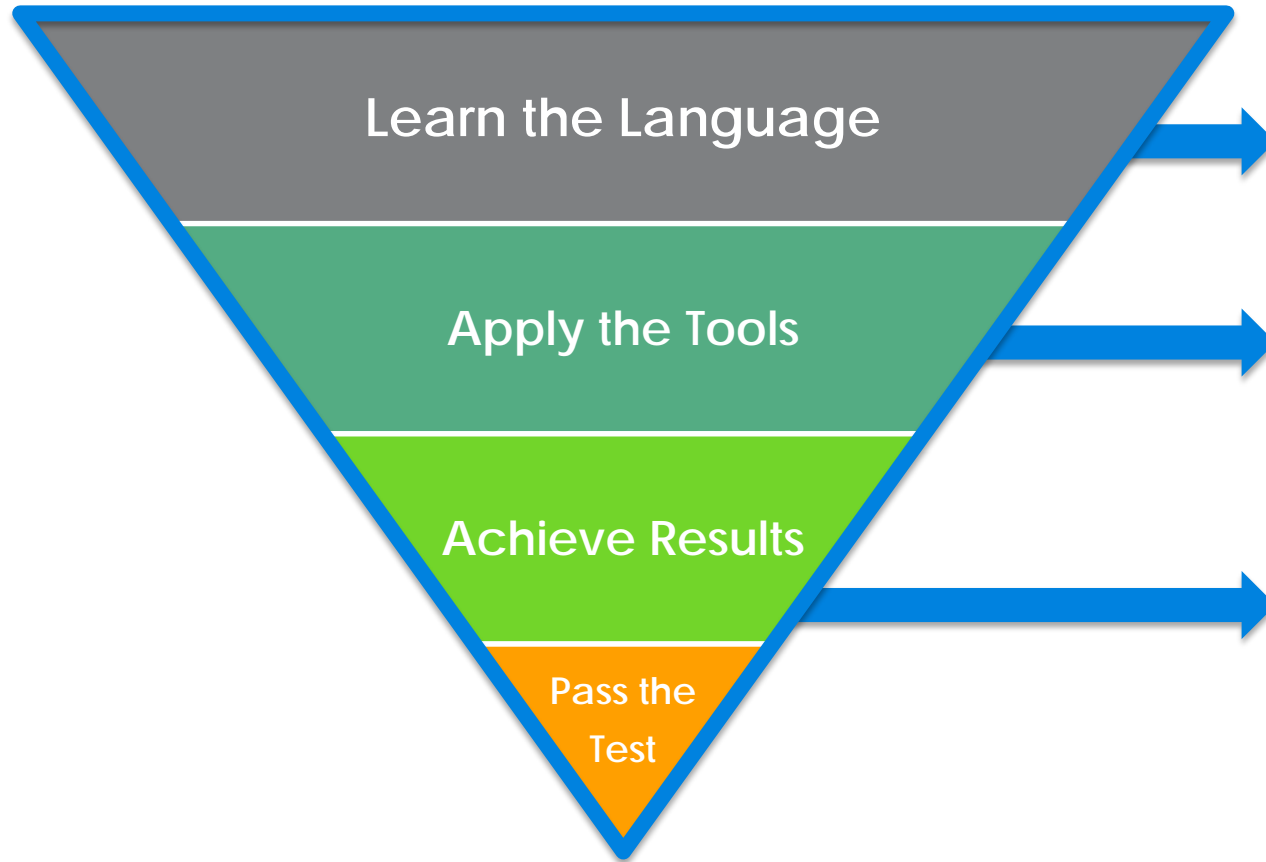 Learn the Language
Apply the Tools
Achieve Results
Pass the
Test